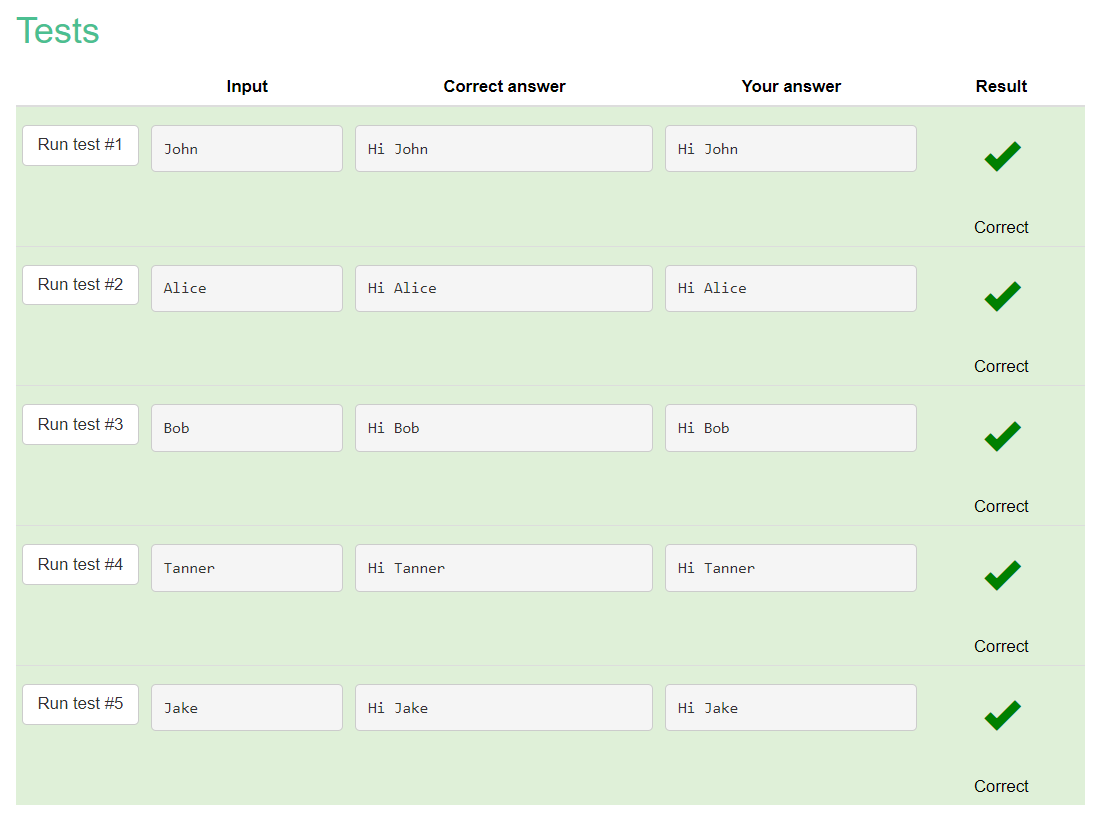 Tests
Input Correct answer Your answer Result
Run test #1 John Hi John Hi John
Correct
Run test #2 Alice Hi Alice Hi Alice
Correct
Run test #3 Bob Hi Bob Hi Bob
Correct
Run test #4 Tanner Hi Tanner Hi Tanner
Correct
Run test #5 Jake Hi Jake Hi Jake
Correct